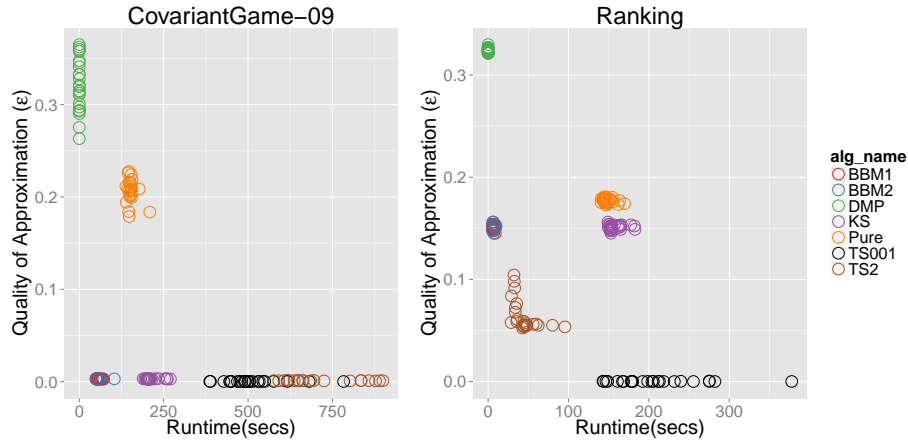 CovariantGame−09
Quality of Approximation (ε)
0.3
0.2
0.1
0.0
0
250
500
750
Runtime(secs)
Ranking
Quality of Approximation (ε)
0.3
0.2
0.1
0.0
0
100
200
300
Runtime(secs)
alg_name
BBM1
BBM2
DMP
KS
Pure
TS001
TS2